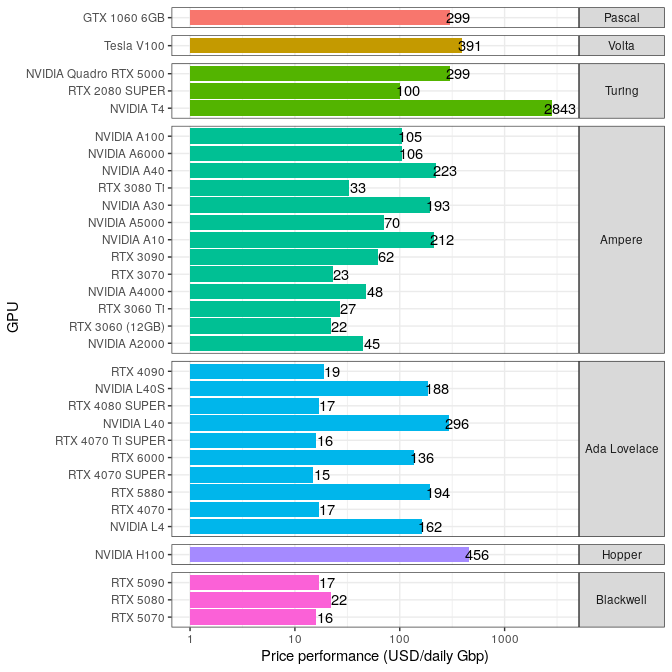 GPU
GTX 1060 6GB 299 Pascal
Tesla V100 391 Volta
NVIDIA Quadro RTX 5000 299
RTX 2080 SUPER 100 Turing
NVIDIA T4 2843
NVIDIA A100 105
NVIDIA A6000 106
NVIDIA A40 223
RTX 3080 TI 33
NVIDIA A30 193
NVIDIA A5000 70
NVIDIA A10 212 Ampere
RTX 3090 62
RTX 3070 23
NVIDIA A4000 48
RTX 3060 TI 27
RTX 3060 (12GB) 22
NVIDIA A2000 45
RTX 4090 19
NVIDIA L40S 188
RTX 4080 SUPER 17
NVIDIA L40 296
RTX 4070 TI SUPER 16 Ada Lovelace
RTX 6000 136
RTX 4070 SUPER 15
RTX 5880 194
RTX 4070 17
NVIDIA L4 162
NVIDIA H100 456 Hopper
RTX 5090 17
RTX 5080 22 Blackwell
RTX 5070 16
1 10 100 1000
Price performance (USD/daily Gbp)